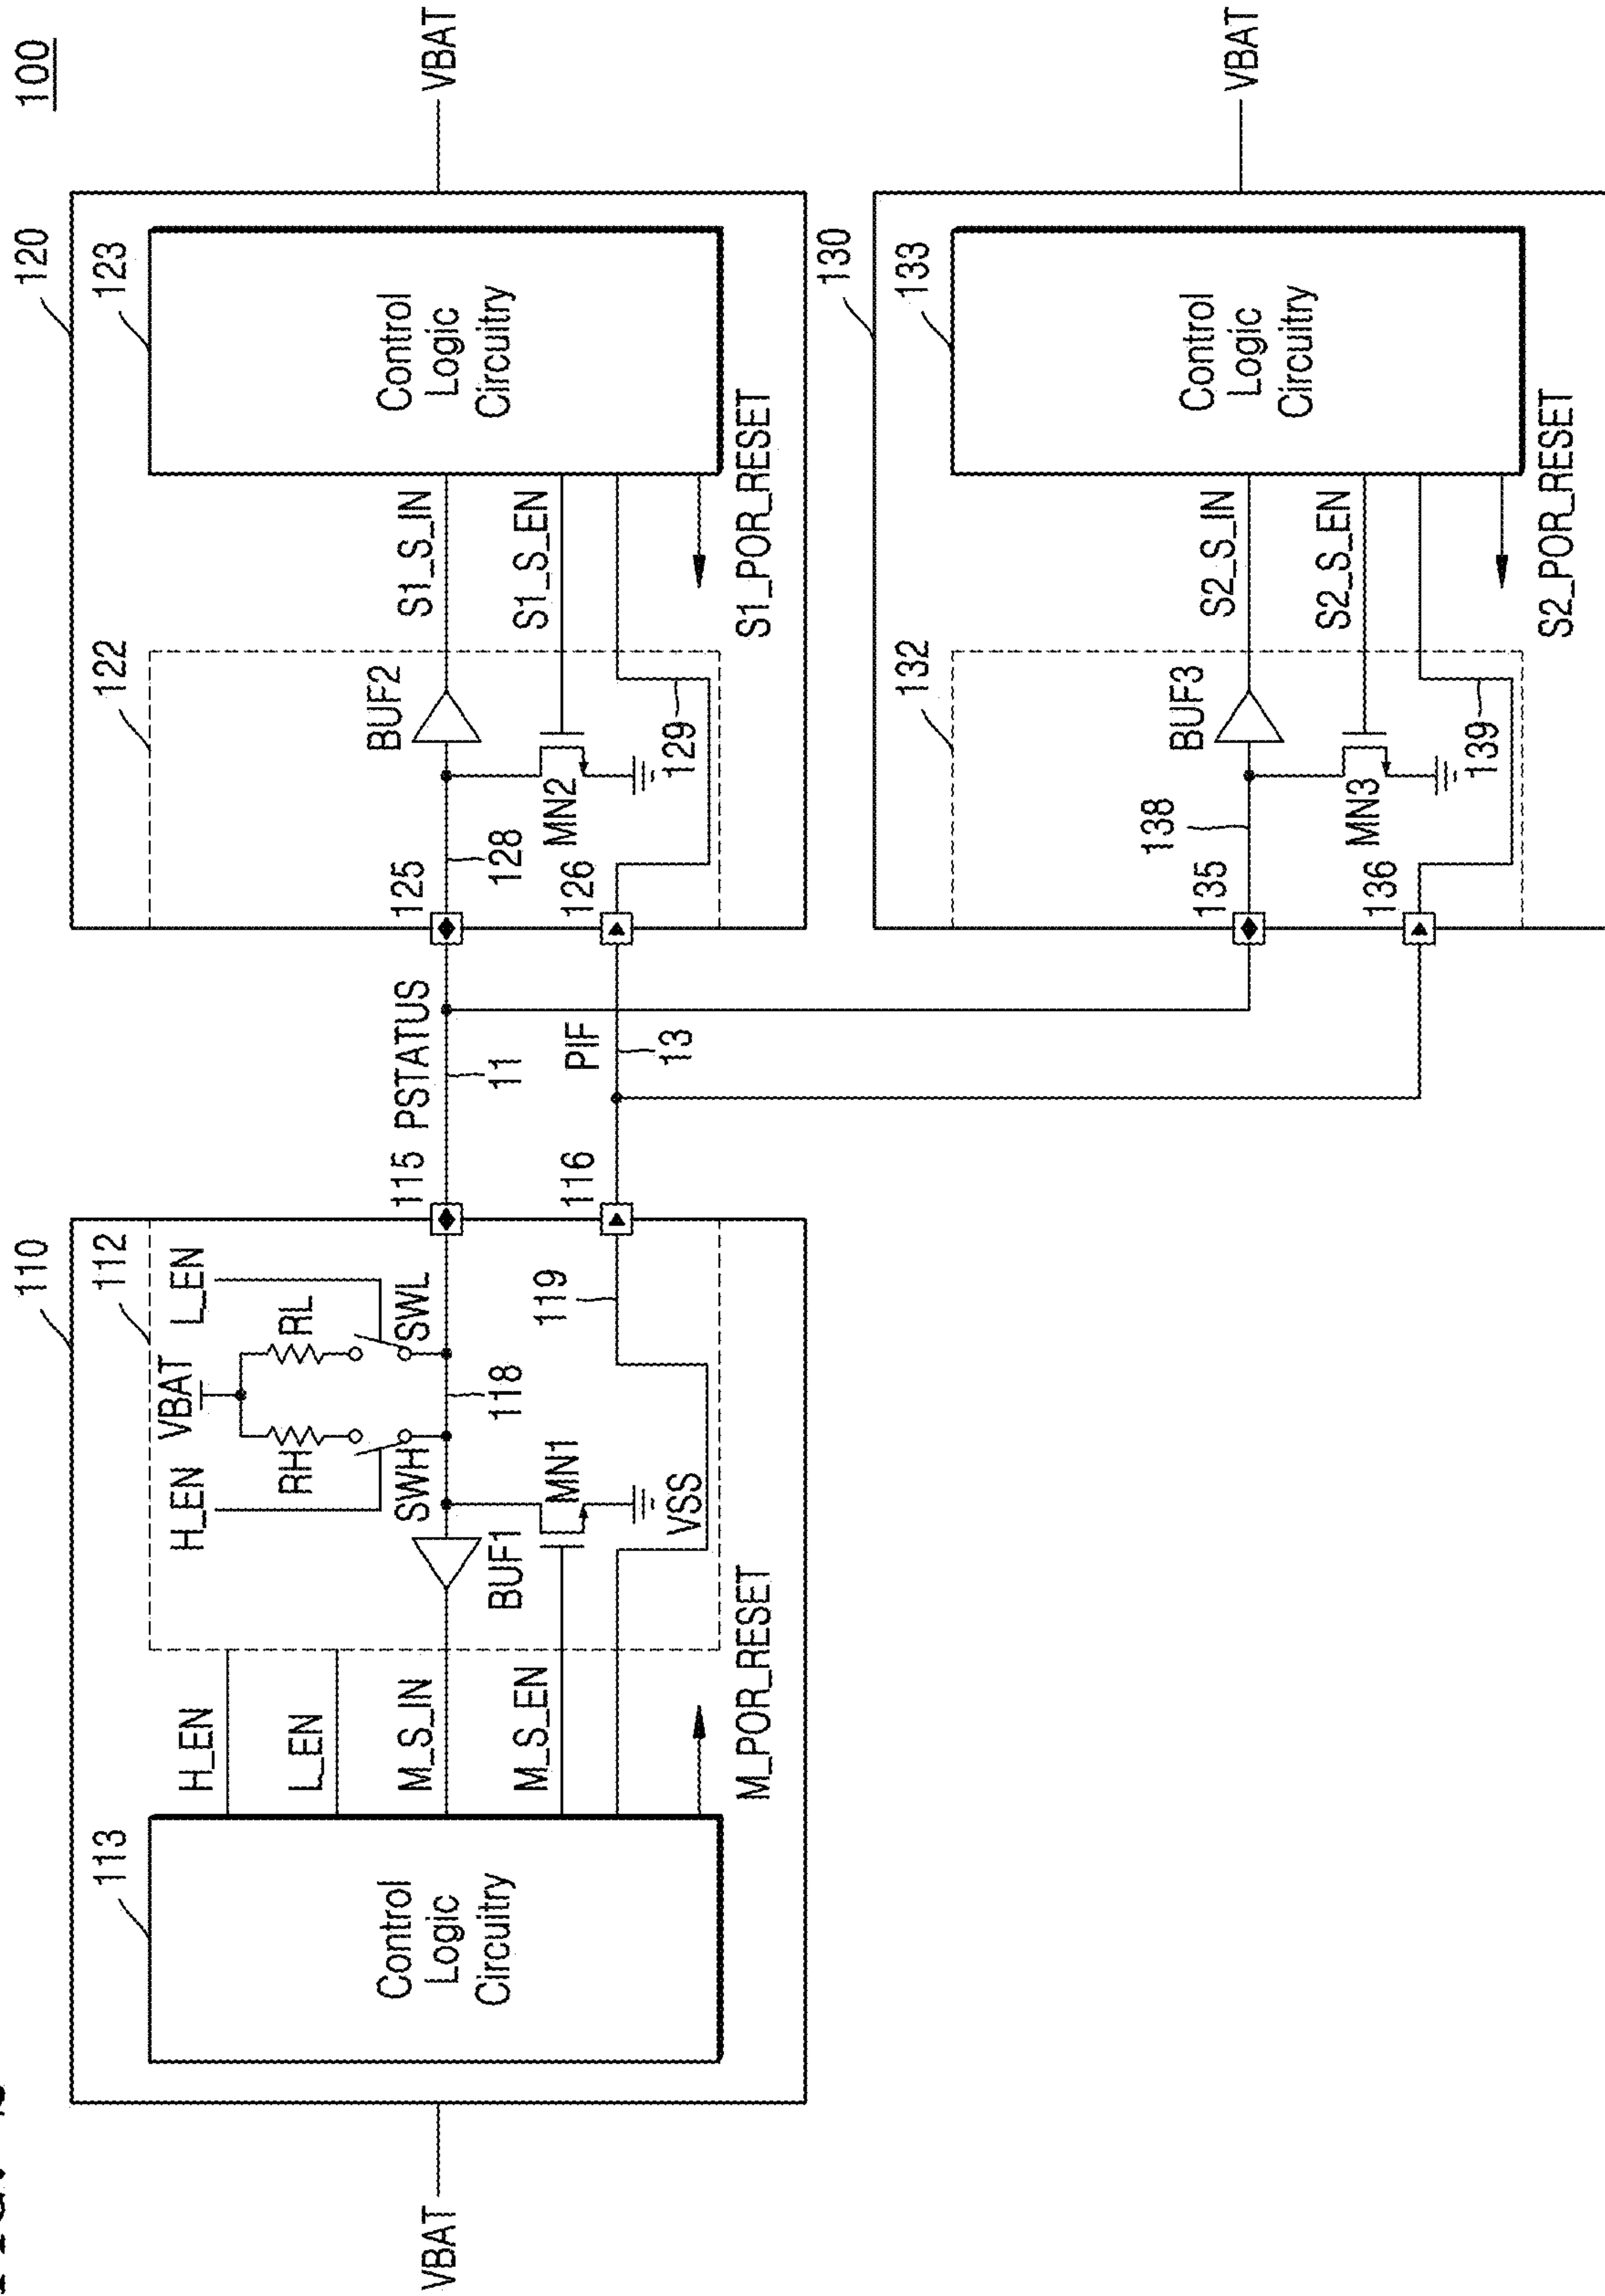 100
110
112
113
Control
Logic
Circuitry
H_EN
L_EN
M_S_IN
M_S_EN
M_POR_RESET
VBAT
H_EN
VBAT
L_EN
RH
RL
SWH
SWL
118
BUF1
MN1
VSS
119
115
116
PSTATUS
11
PIF
13
120
122
123
125
126
128
BUF2
MN2
129
S1_S_IN
S1_S_EN
Control
Logic
Circuitry
S1_POR_RESET
VBAT
130
132
133
135
136
138
BUF3
MN3
139
S2_S_IN
S2_S_EN
Control
Logic
Circuitry
S2_POR_RESET
VBAT